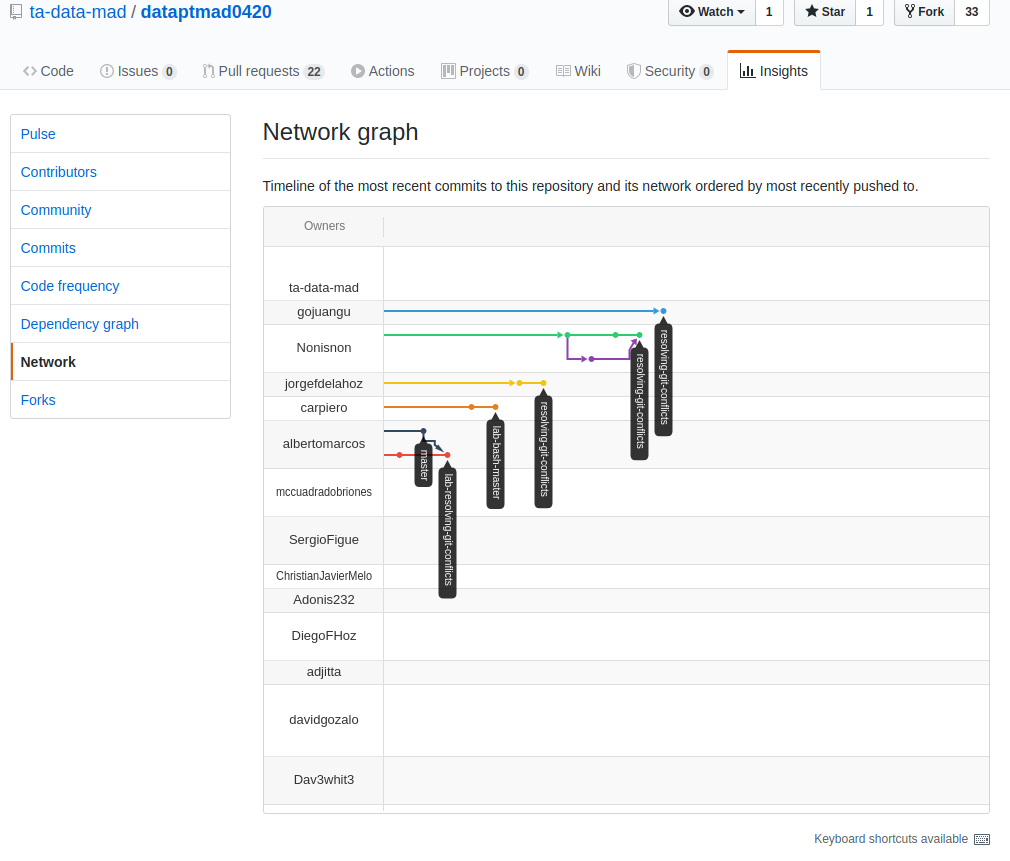 ta-data-mad / dataptmad0420
Watch 1 Star 1 Fork 33
Code Issues 0 Pull requests 22 Actions Projects 0 Wiki Security 0 Insights
Pulse
Contributors
Community
Commits
Code frequency
Dependency graph
Network
Forks
Network graph
Timeline of the most recent commits to this repository and its network ordered by most recently pushed to.
Owners
ta-data-mad
gojuangu
Nonisnon
jorgefdelahoz
carpiero
albertomarcos
mccuadradobriones
SergioFigue
ChristianJavierMelo
Adonis232
DiegoFHoz
adjitta
davidgozalo
Dav3whit3
master
lab-resolving-git-conflicts
lab-bash-master
resolving-git-conflicts
resolving-git-conflicts
resolving-git-conflicts
Keyboard shortcuts available